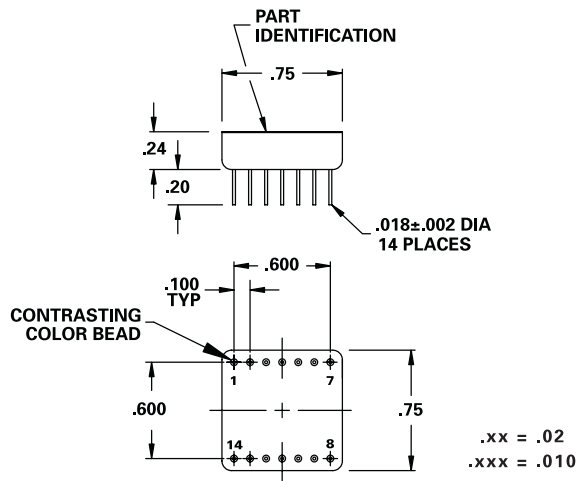 PART
IDENTIFICATION
.75
.24
.20
.018±.002 DIA
14 PLACES
.600
.100
TYP
CONTRASTING
COLOR BEAD
1
7
.600
.75
14
8
.xx = .02
.xxx = .010